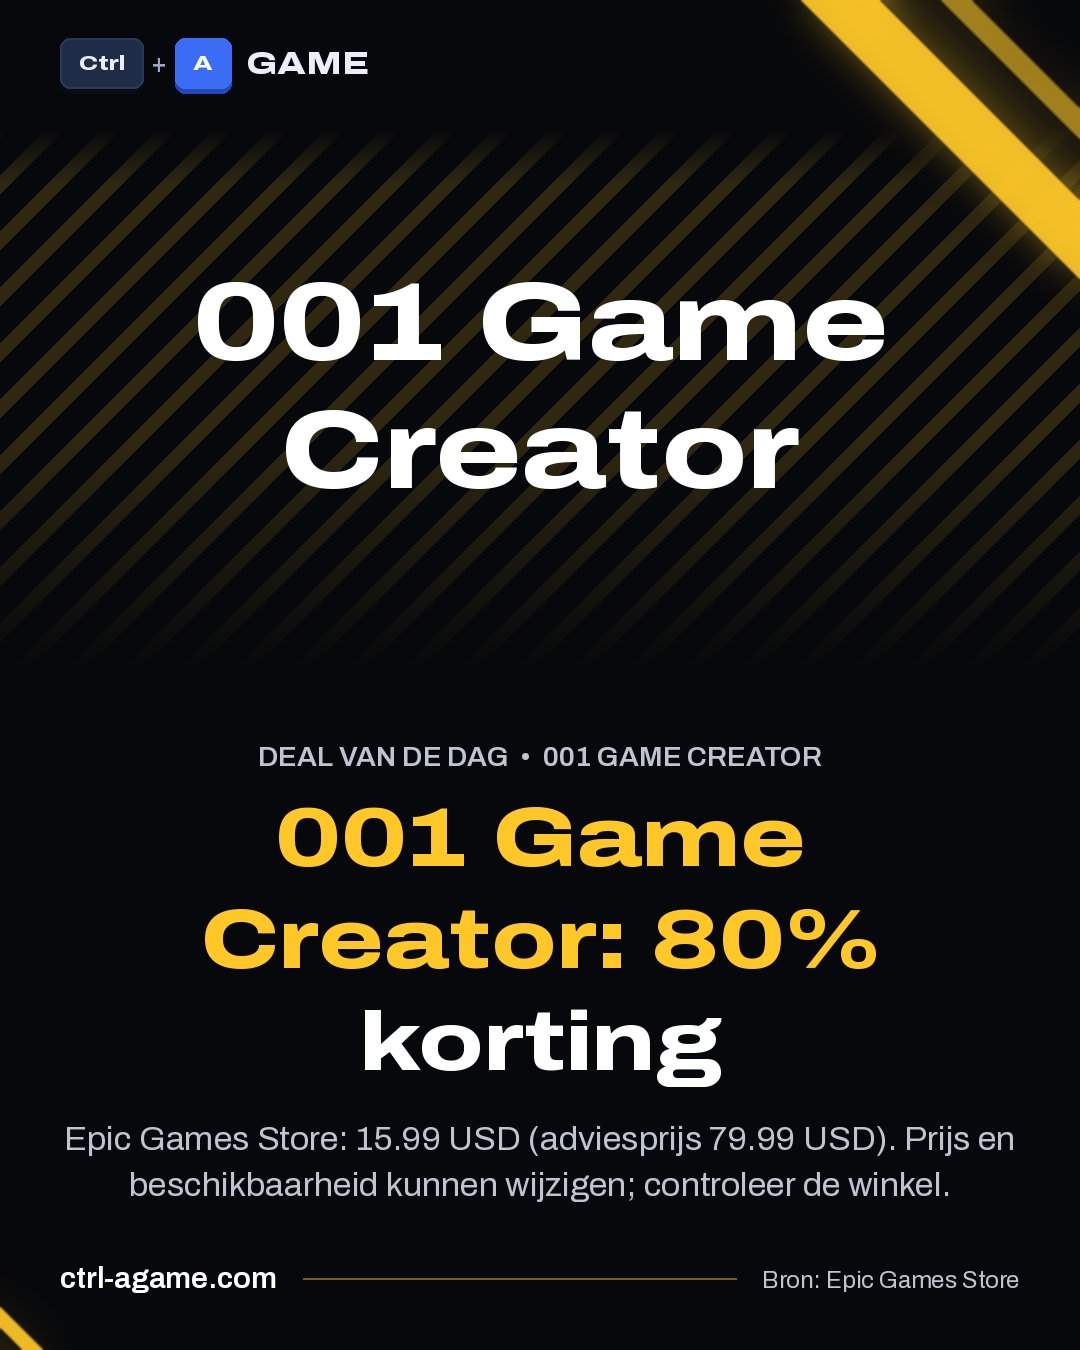 Ctrl + A GAME
001 Game
Creator
DEAL VAN DE DAG • 001 GAME CREATOR
001 Game
Creator: 80%
korting
Epic Games Store: 15.99 USD (adviesprijs 79.99 USD). Prijs en
beschikbaarheid kunnen wijzigen; controleer de winkel.
ctrl-agame.com
Bron: Epic Games Store